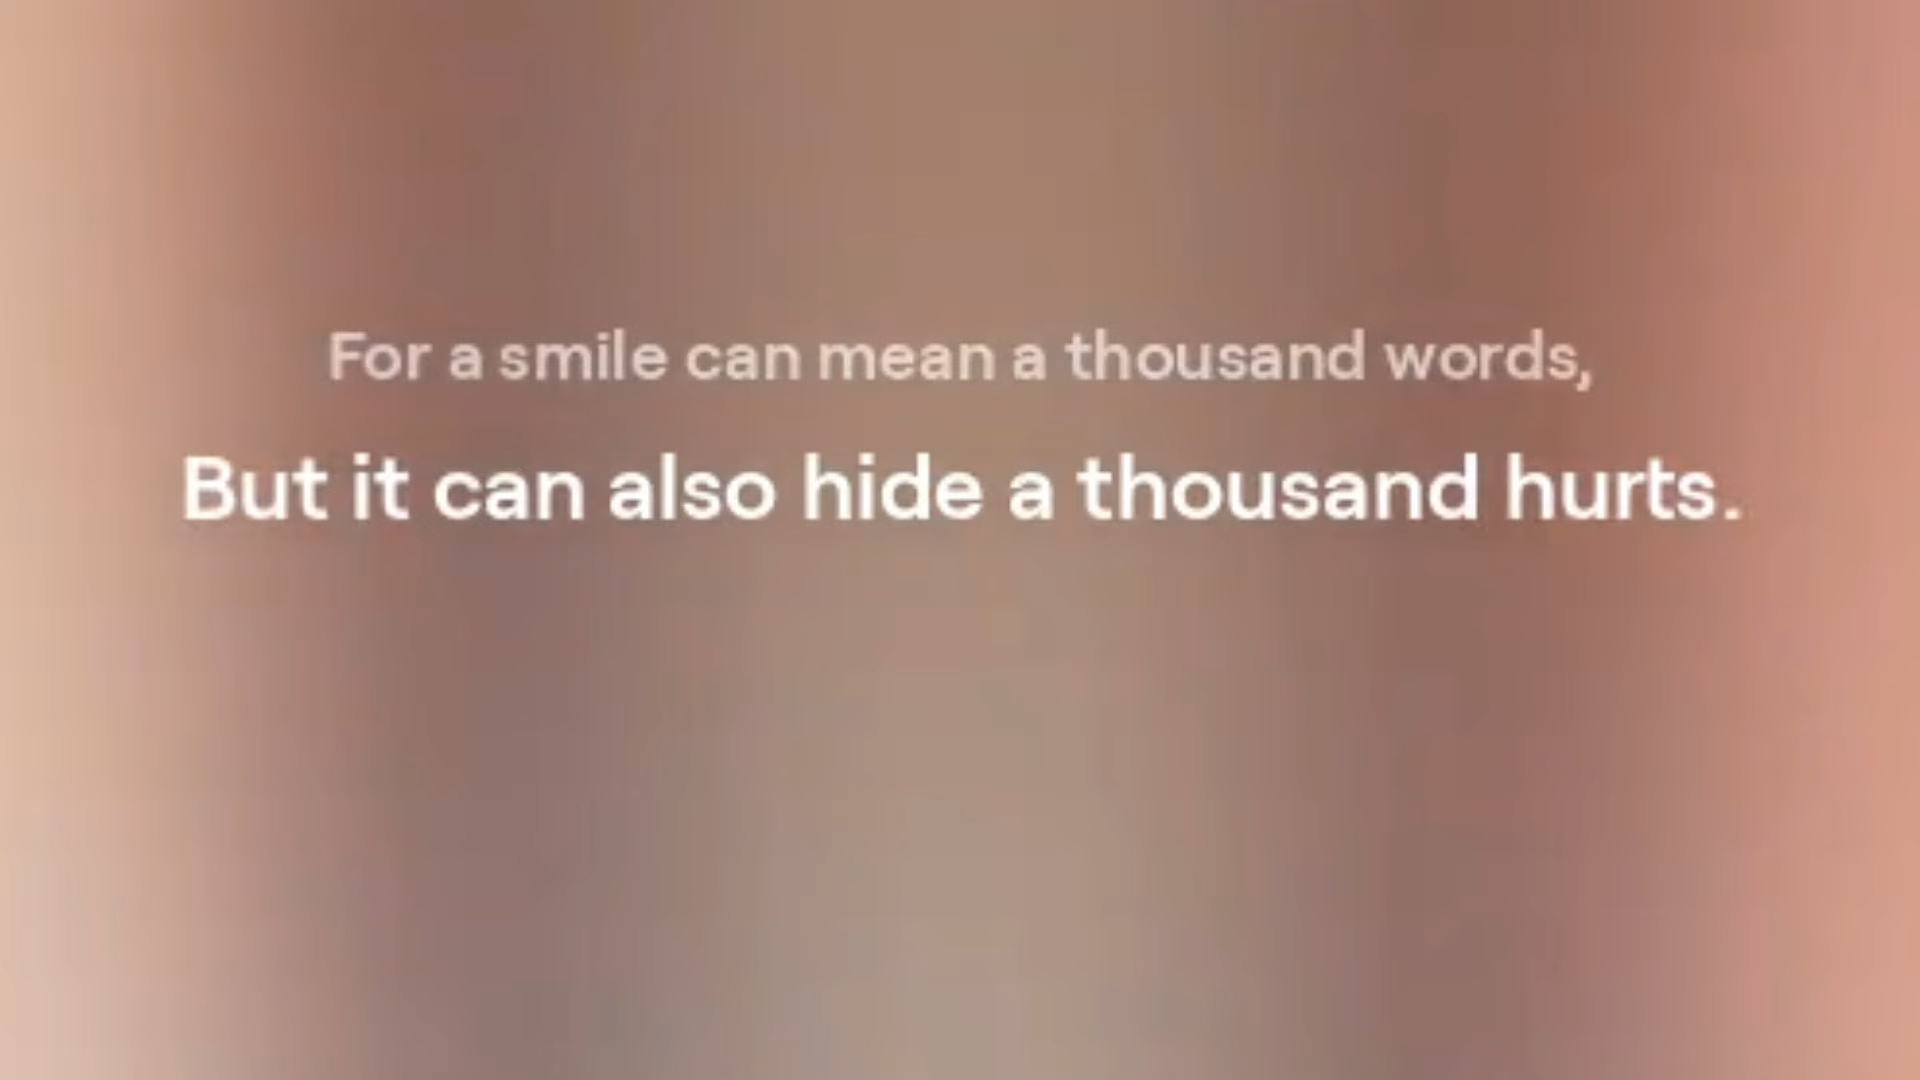 For a smile can mean a thousand words,
But it can also hide a thousand hurts.